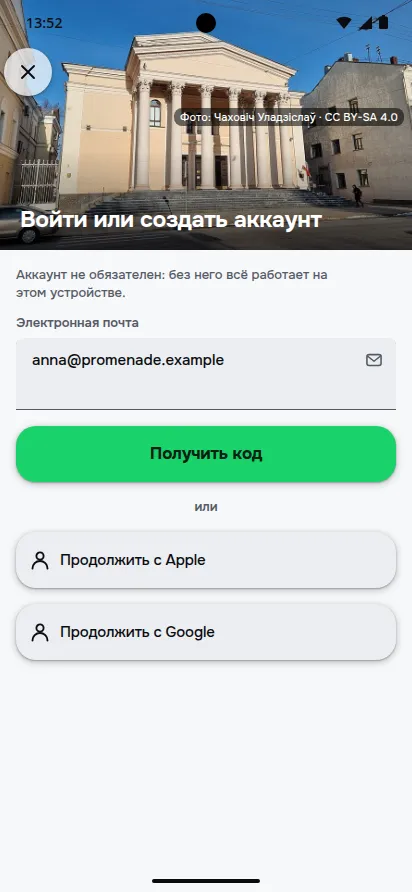 13:52
Фото: Чаховіч Уладзіслаў · CC BY-SA 4.0
Войти или создать аккаунт
Аккаунт не обязателен: без него всё работает на
этом устройстве.
Электронная почта
anna@promenade.example
Получить код
или
Продолжить с Apple
Продолжить с Google